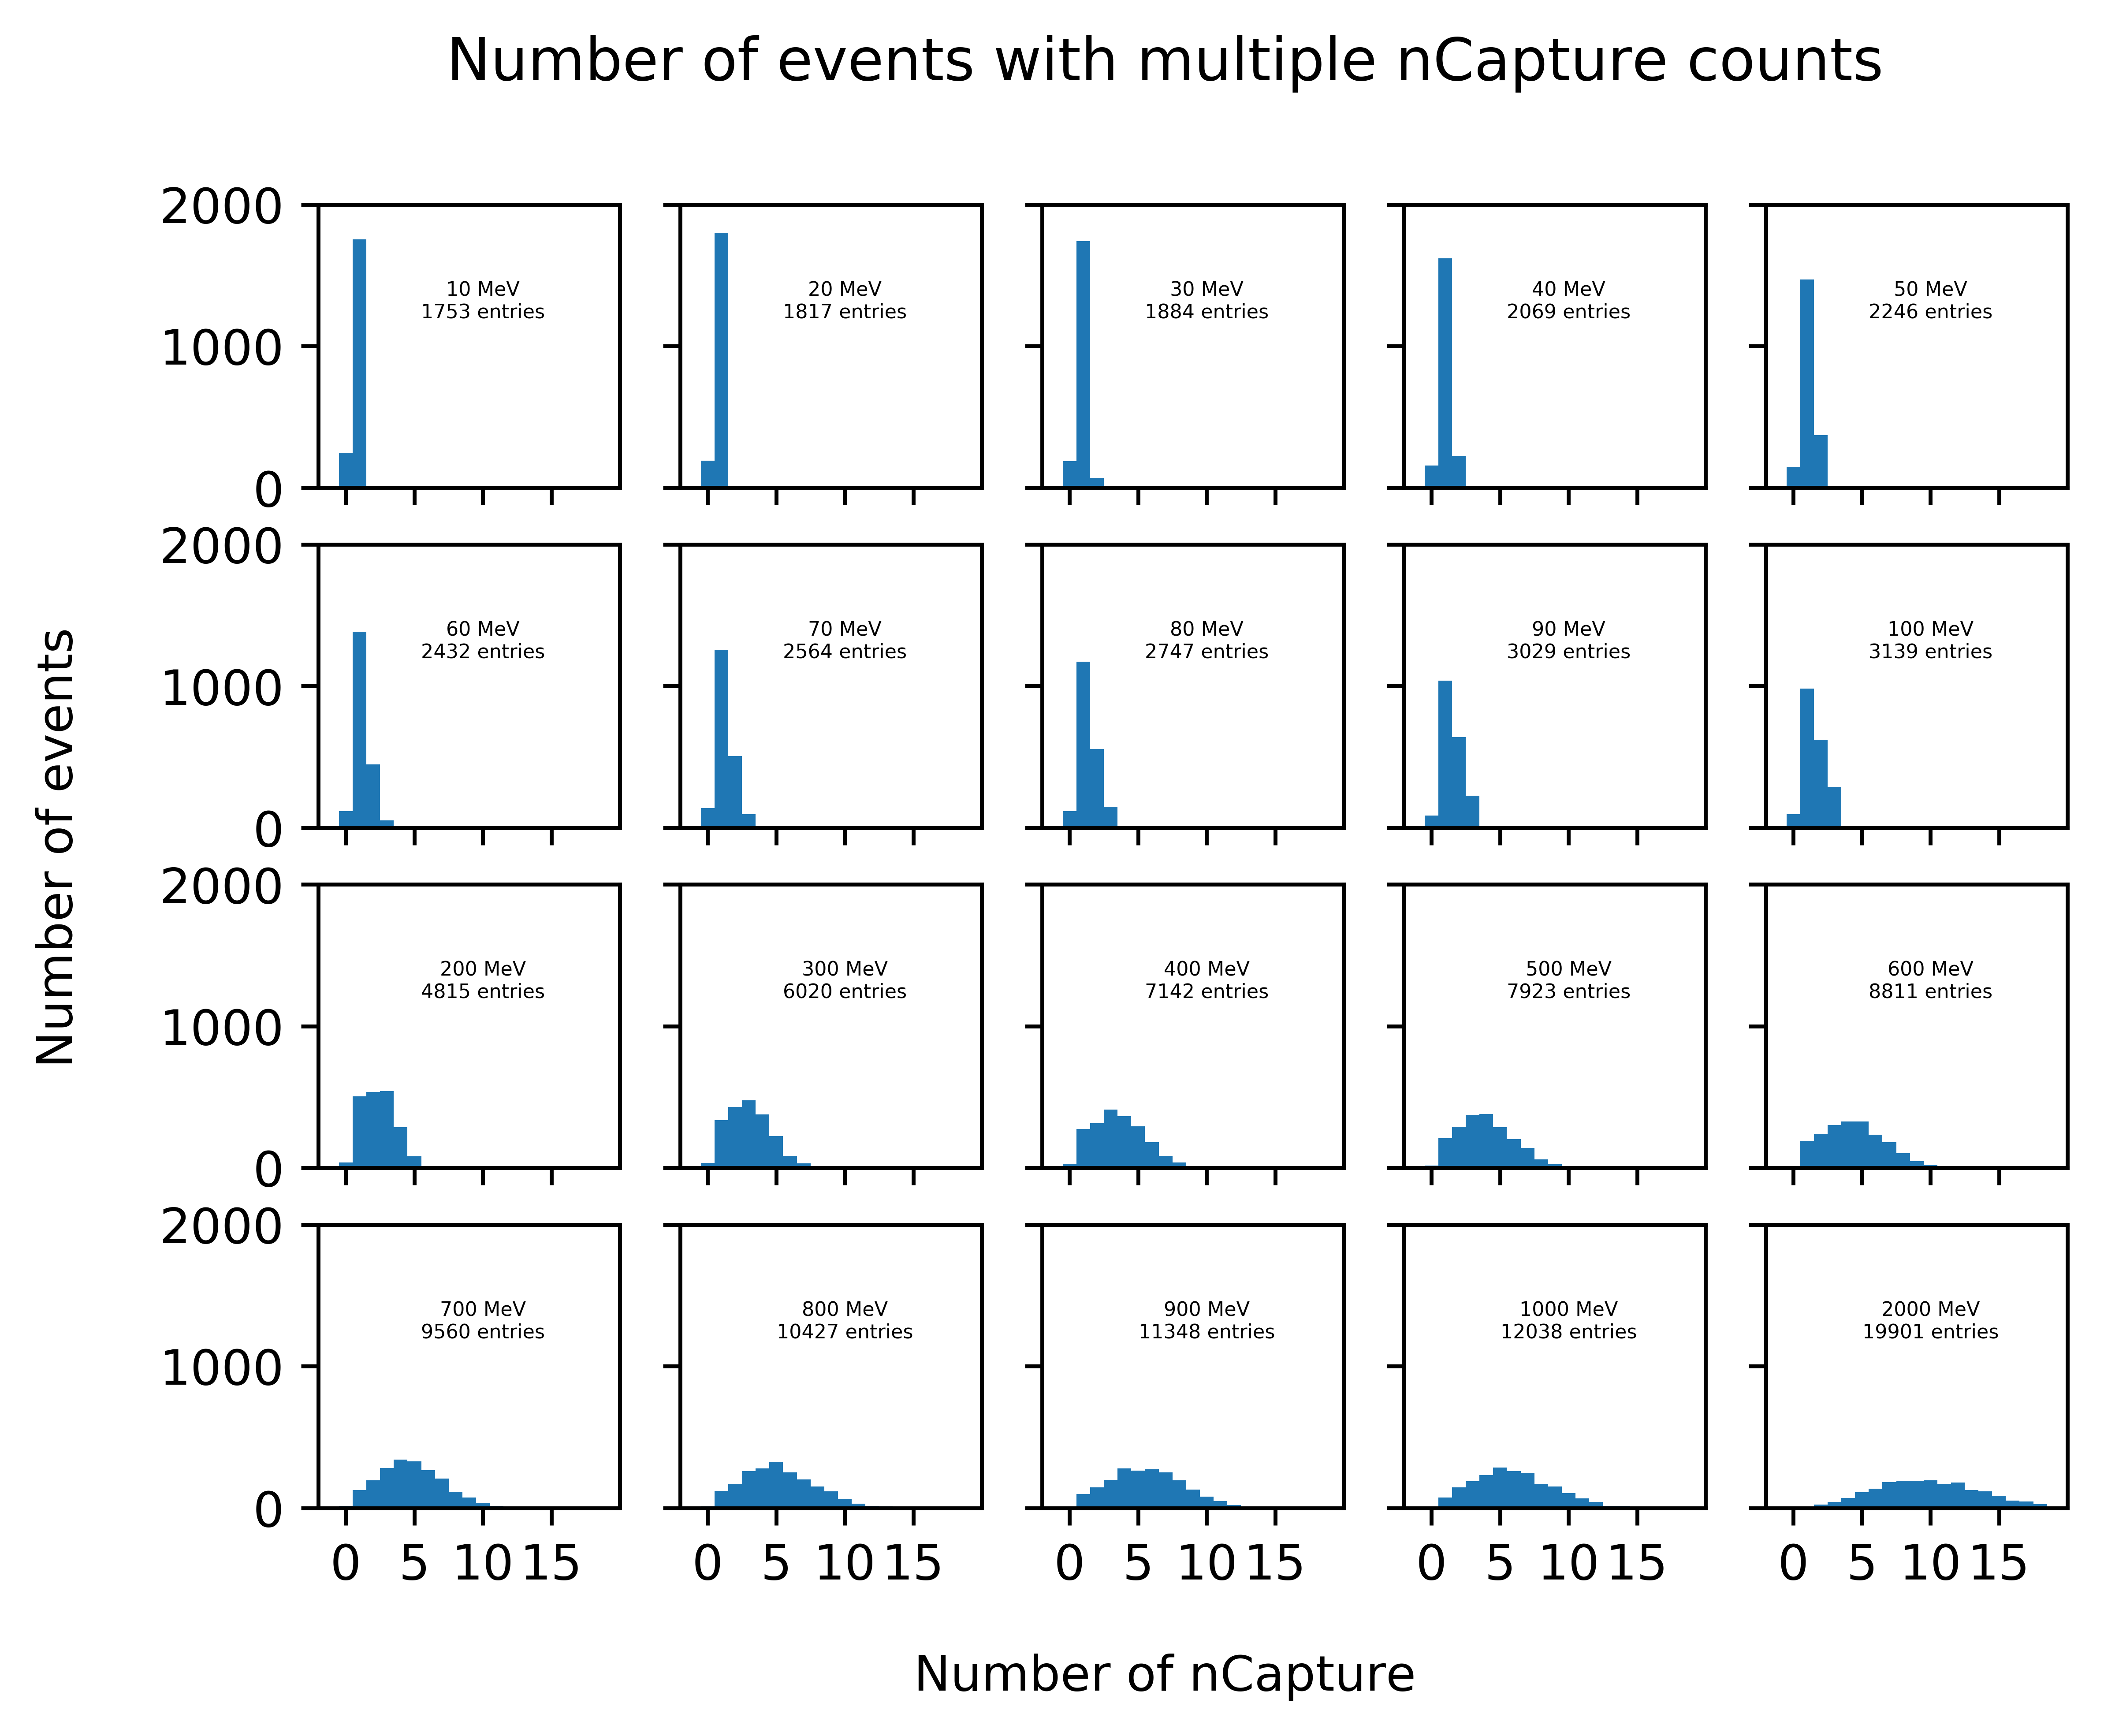 Number of events with multiple nCapture counts
Number of events
2000
1000
0
10 MeV
1753 entries
20 MeV
1817 entries
30 MeV
1884 entries
40 MeV
2069 entries
50 MeV
2246 entries
2000
1000
0
60 MeV
2432 entries
70 MeV
2564 entries
80 MeV
2747 entries
90 MeV
3029 entries
100 MeV
3139 entries
2000
1000
0
200 MeV
4815 entries
300 MeV
6020 entries
400 MeV
7142 entries
500 MeV
7923 entries
600 MeV
8811 entries
2000
1000
0
700 MeV
9560 entries
800 MeV
10427 entries
900 MeV
11348 entries
1000 MeV
12038 entries
2000 MeV
19901 entries
0 5 10 15
0 5 10 15
0 5 10 15
0 5 10 15
0 5 10 15
Number of nCapture